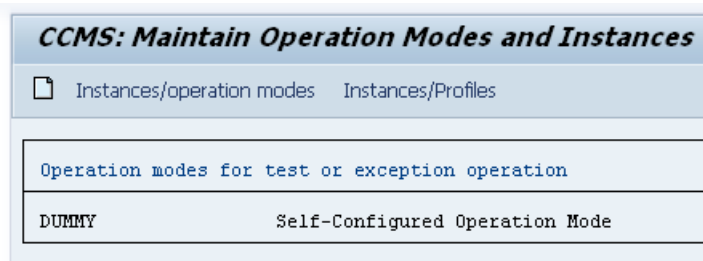 CCMS: Maintain Operation Modes and Instances
Instances/operation modes Instances/Profiles
Operation modes for test or exception operation
DUMMY Self-Configured Operation Mode